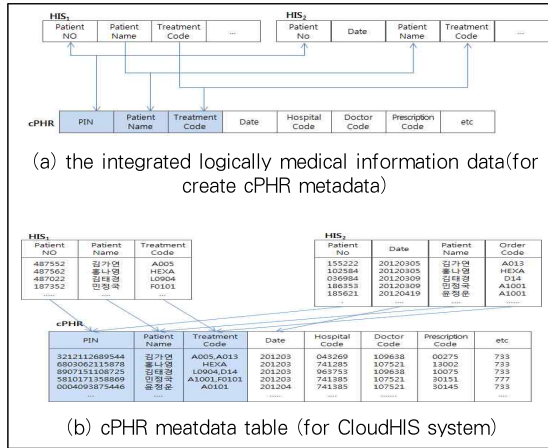 HIS1
Patient NO Patient Name Treatment Code ...
HIS2
Patient No Date Patient Name Treatment Code ...
cPHR PIN Patient Name Treatment Code Date Hospital Code Doctor Code Prescription Code etc
(a) the integrated logically medical information data(for
create cPHR metadata)
HIS1
Patient No Patient Name Treatment Code
487552 김가연 A005
487562 홍나영 HEXA
487022 김태경 L0904
187352 민정국 F0101
...... ... ...
HIS2
Patient No Date Patient Name Order Code
155222 20120305 김가연 A013
102584 20120305 홍나영 HEXA
036984 20120309 김태경 D14
186353 20120309 민정국 A1001
185621 20120419 윤정운 A1001
cPHR
PIN Patient Name Treatment Code Date Hospital Code Doctor Code Prescription Code etc
3212112689544 김가연 A005,A013 201203 043269 109638 00275 733
6803062115878 홍나영 HEXA 201203 741285 107521 13002 733
8907151108725 김태경 L0904,D14 201203 963753 109638 10075 733
5810171358869 민정국 A1001,F0101 201203 741385 107521 30151 777
0004093875446 윤정운 A0101 201204 741385 107521 30145 733
(b) cPHR meatdata table (for CloudHIS system)